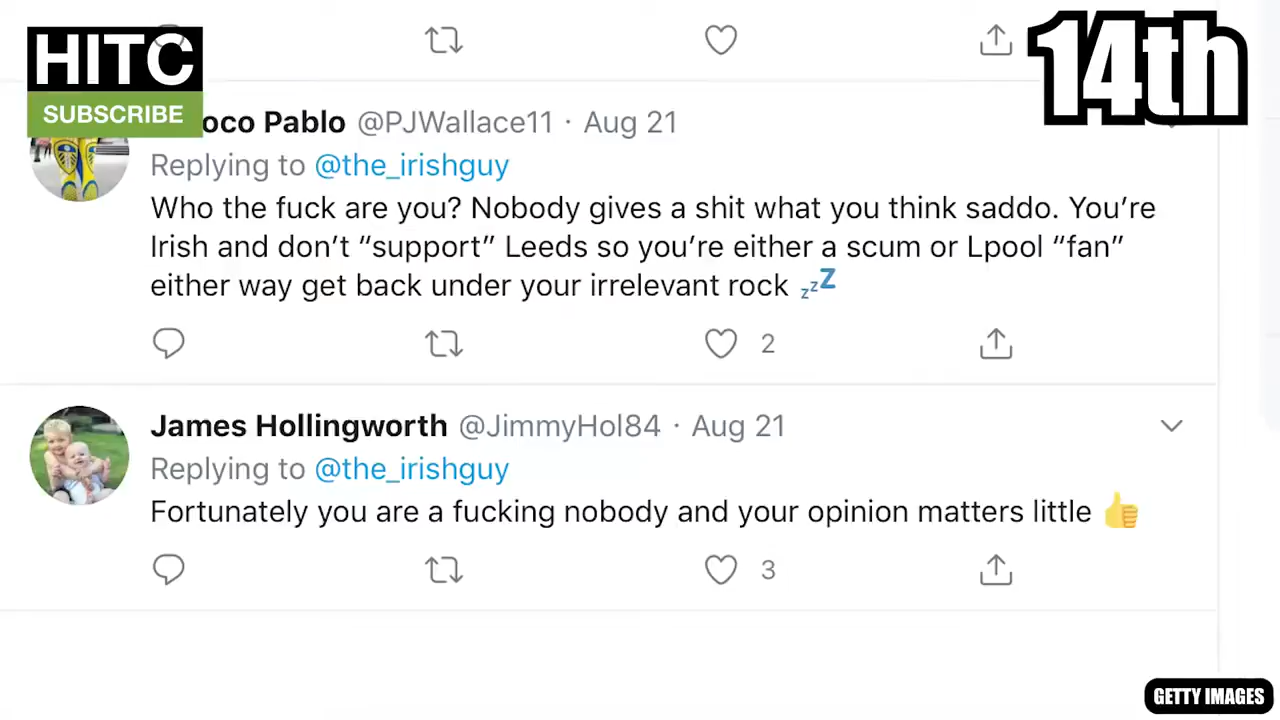 HITC
SUBSCRIBE
14th
oco Pablo @PJWallace11 · Aug 21
Replying to @the_irishguy
Who the fuck are you? Nobody gives a shit what you think saddo. You’re
Irish and don’t “support” Leeds so you’re either a scum or Lpool “fan”
either way get back under your irrelevant rock 💤
2
James Hollingworth @JimmyHol84 · Aug 21
Replying to @the_irishguy
Fortunately you are a fucking nobody and your opinion matters little 👍
3
GETTY IMAGES